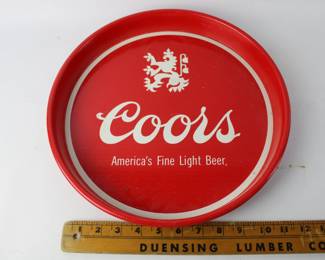 Coors
America's Fine Light Beer.
1 2 3 4 5 6 7 8 9 10 11 12
DUENSING LUMBER CO